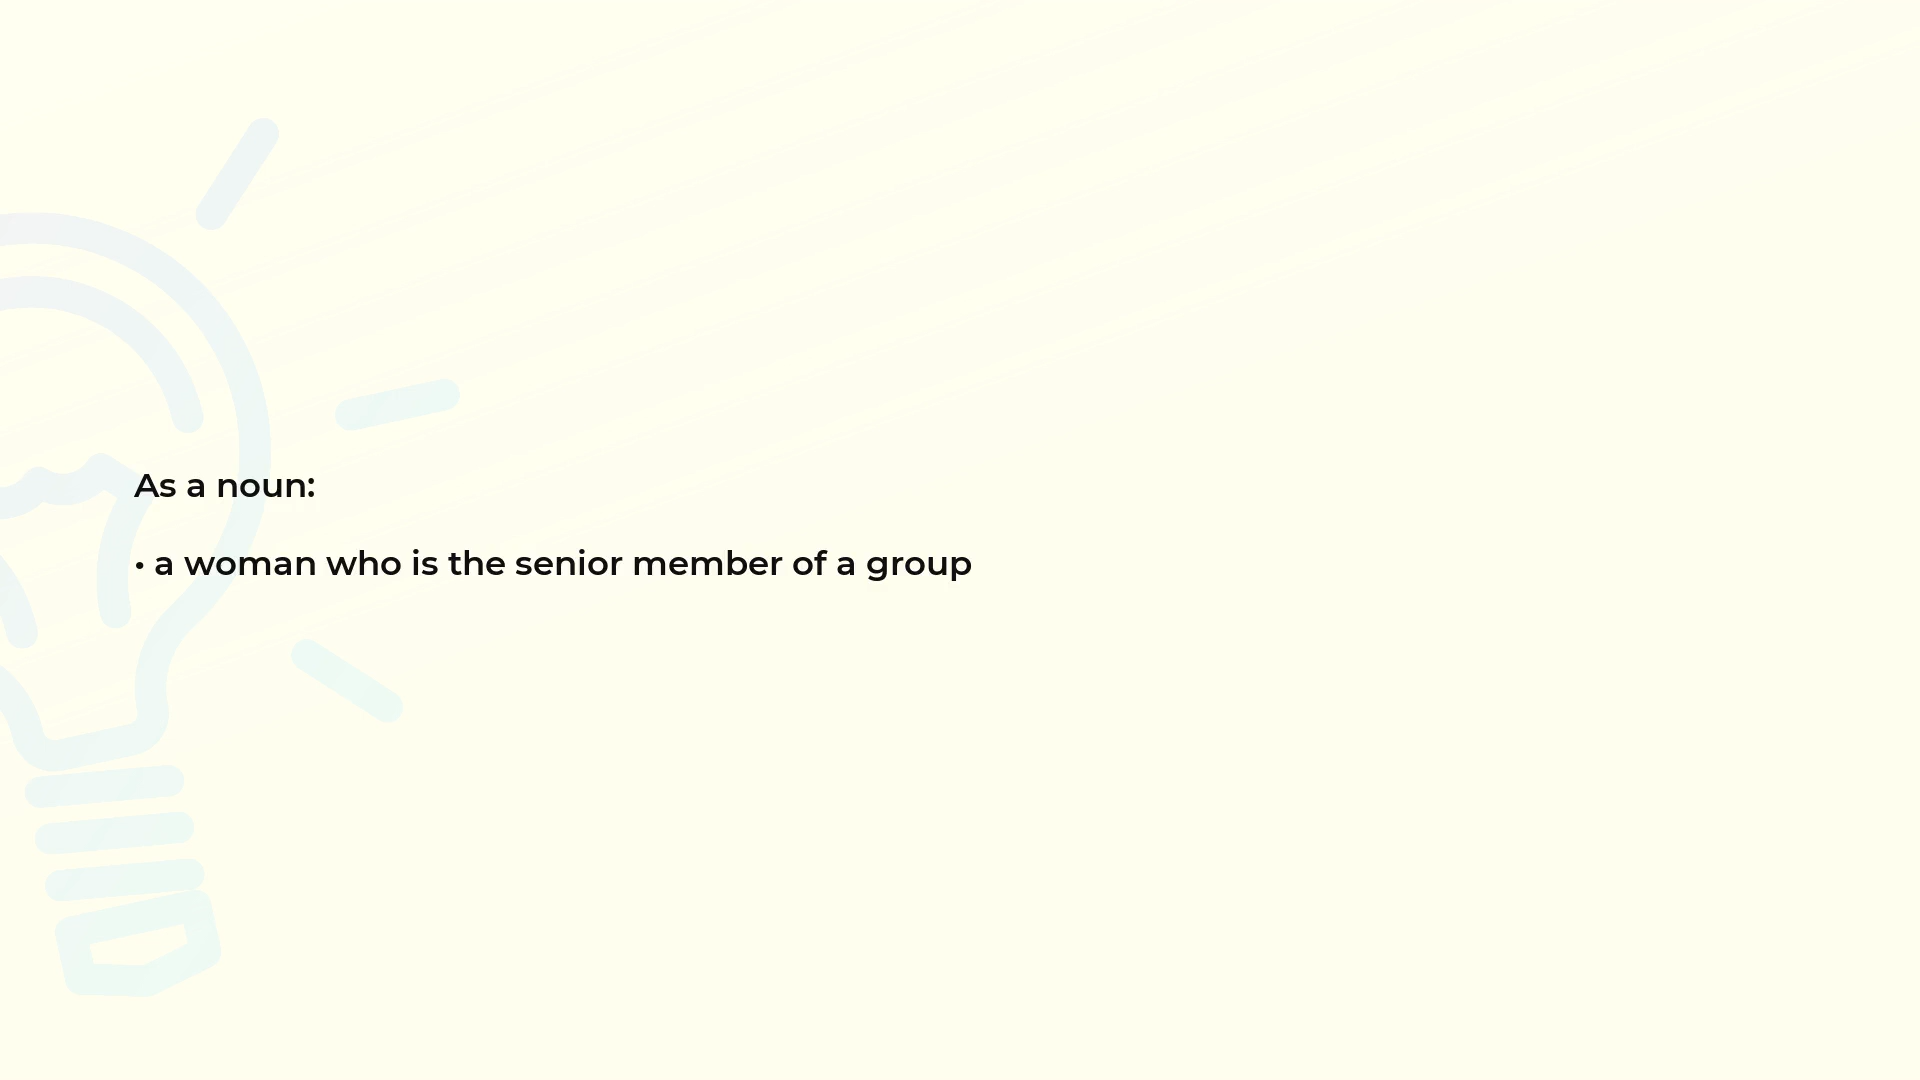 As a noun:
• a woman who is the senior member of a group